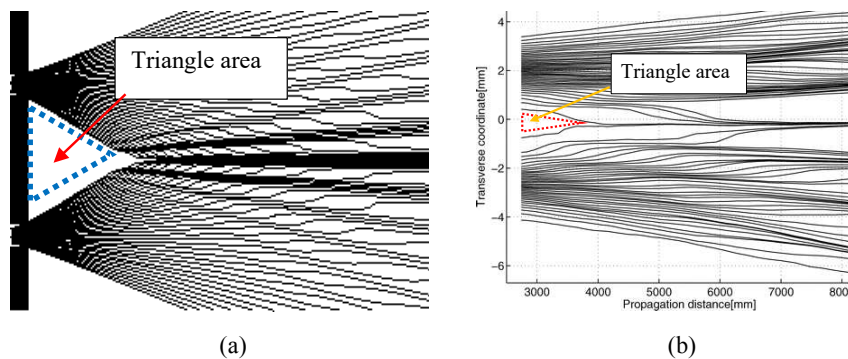 Triangle area
(a)
4
2
0
−2
−4
−6
Transverse coordinate[mm]
Triangle area
3000 4000 5000 6000 7000 8
Propagation distance[mm]
(b)